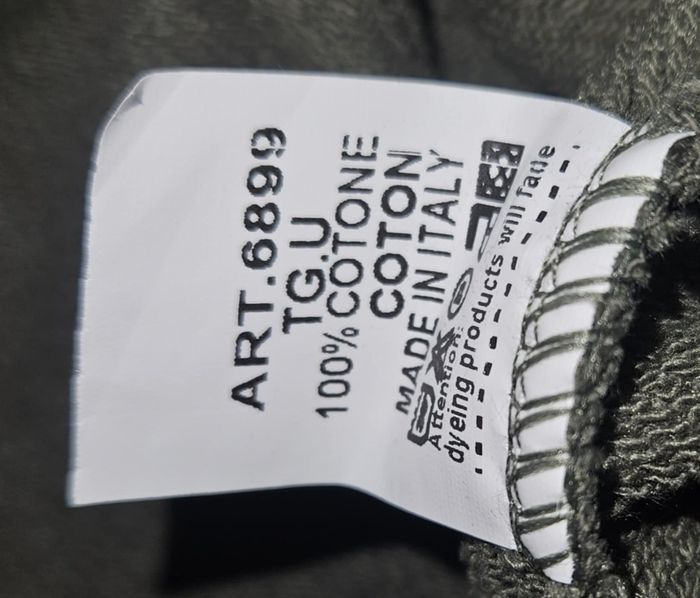 ART.6899
TG.U
100% COTONE
COTON
MADE IN ITALY
Attention:
dyeing products will fade